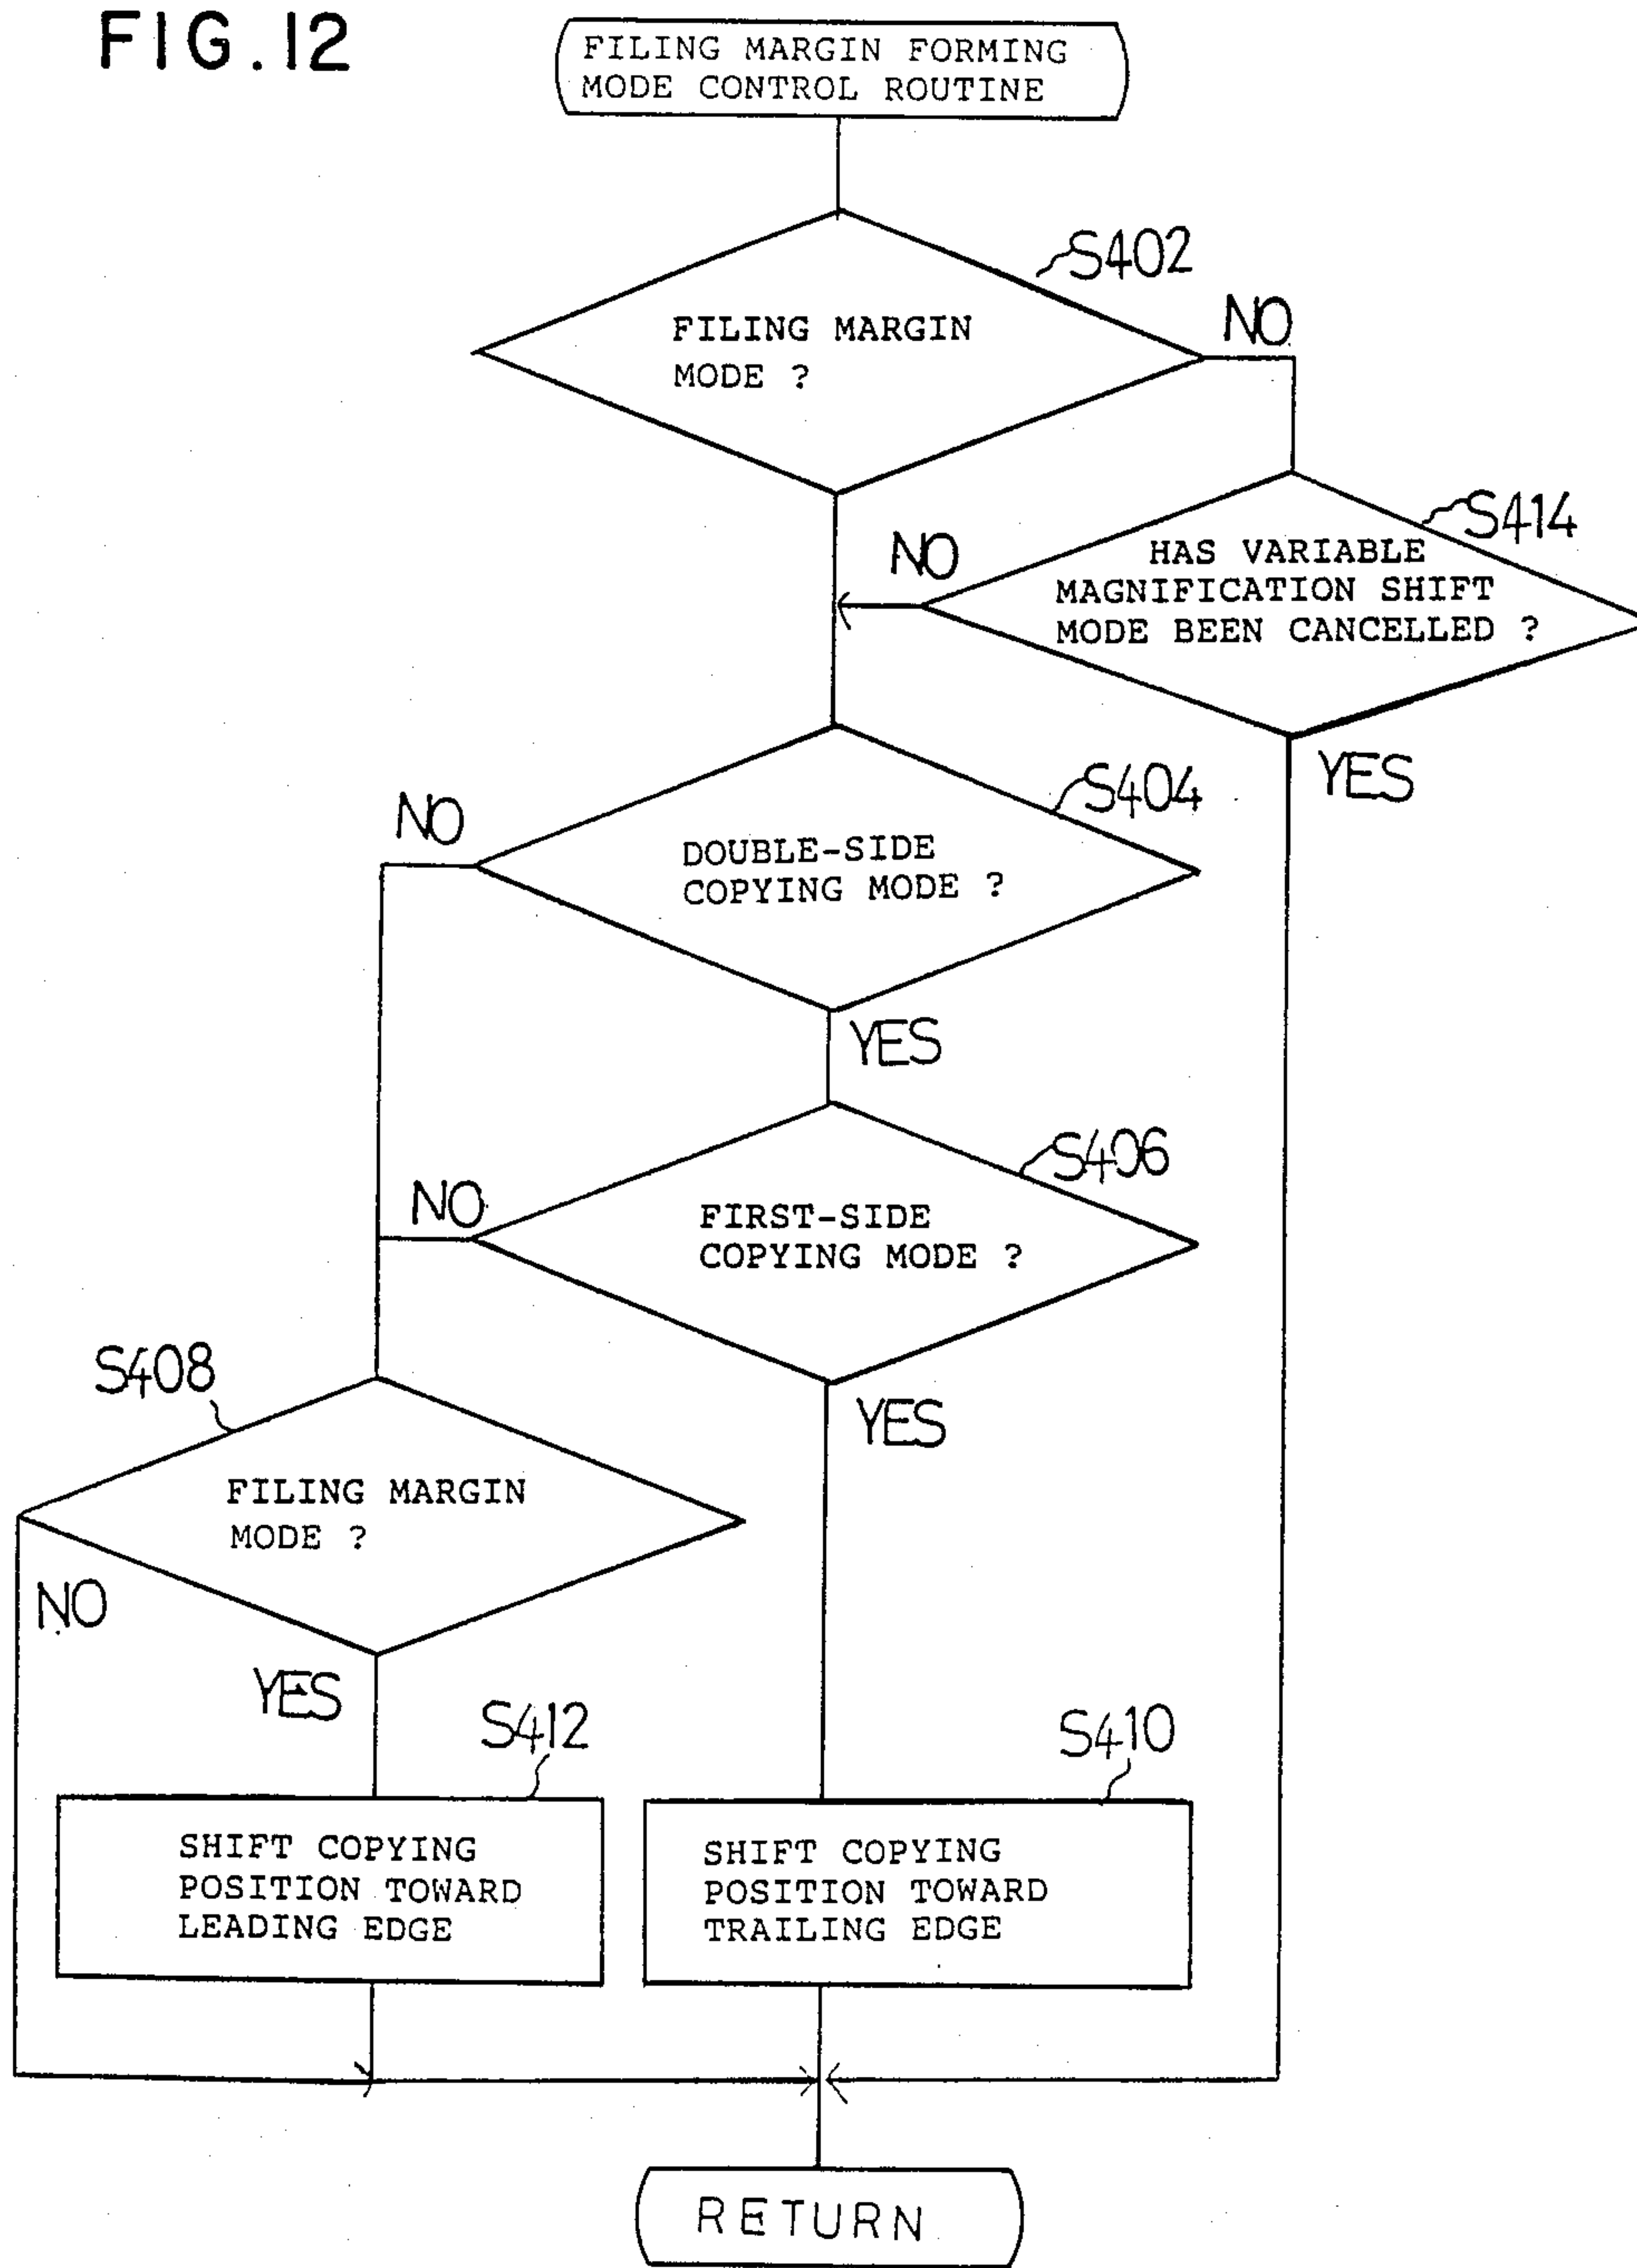 FIG.12
FILING MARGIN FORMING
MODE CONTROL ROUTINE
S402
FILING MARGIN
MODE ?
NO
S414
NO
HAS VARIABLE
MAGNIFICATION SHIFT
MODE BEEN CANCELLED ?
YES
S404
NO
DOUBLE-SIDE
COPYING MODE ?
YES
S406
NO
FIRST-SIDE
COPYING MODE ?
YES
S408
FILING MARGIN
MODE ?
NO
YES
S412
SHIFT COPYING
POSITION TOWARD
LEADING EDGE
S410
SHIFT COPYING
POSITION TOWARD
TRAILING EDGE
RETURN